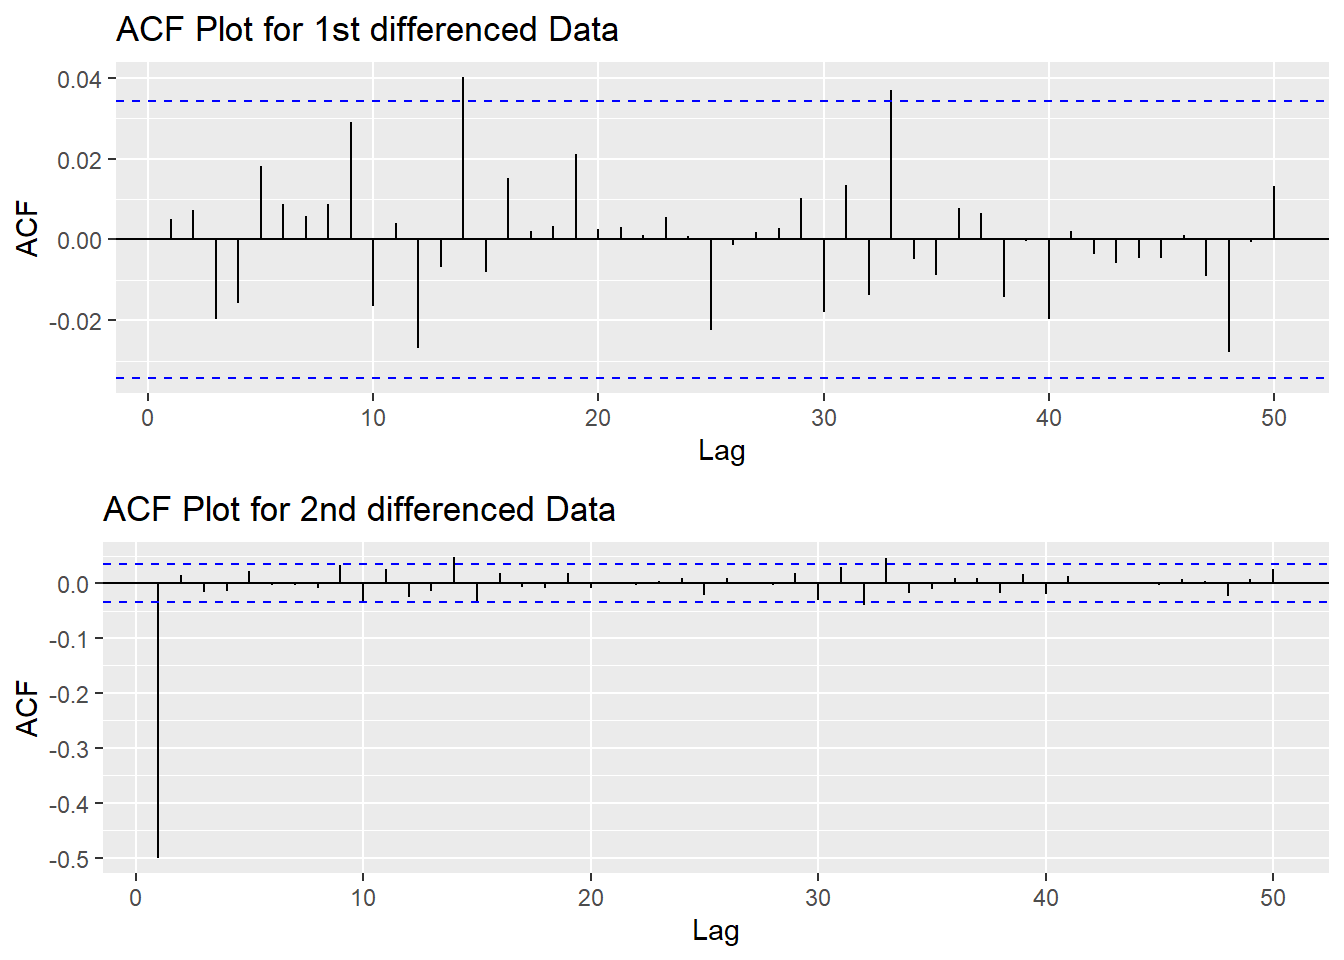 ACF Plot for 1st differenced Data
0.04
0.02
0.00
-0.02
ACF
0 10 20 30 40 50
Lag
ACF Plot for 2nd differenced Data
0.0
-0.1
-0.2
-0.3
-0.4
-0.5
ACF
0 10 20 30 40 50
Lag